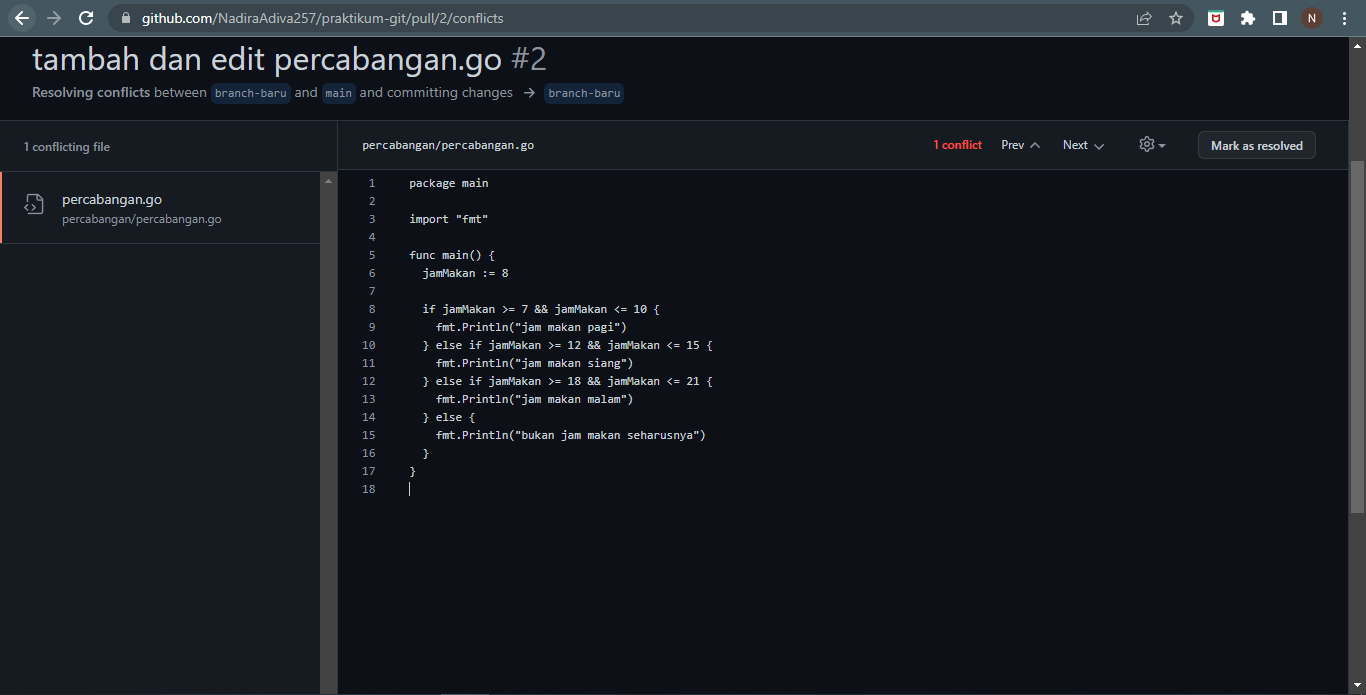 github.com/NadiraAdiva257/praktikum-git/pull/2/conflicts
N
tambah dan edit percabangan.go #2
Resolving conflicts between branch-baru and main and committing changes → branch-baru
1 conflicting file
percabangan/percabangan.go
1 conflict
Prev
Next
Mark as resolved
percabangan.go
percabangan/percabangan.go
1 package main
2
3 import "fmt"
4
5 func main() {
6   jamMakan := 8
7
8   if jamMakan >= 7 && jamMakan <= 10 {
9     fmt.Println("jam makan pagi")
10   } else if jamMakan >= 12 && jamMakan <= 15 {
11     fmt.Println("jam makan siang")
12   } else if jamMakan >= 18 && jamMakan <= 21 {
13     fmt.Println("jam makan malam")
14   } else {
15     fmt.Println("bukan jam makan seharusnya")
16   }
17 }
18